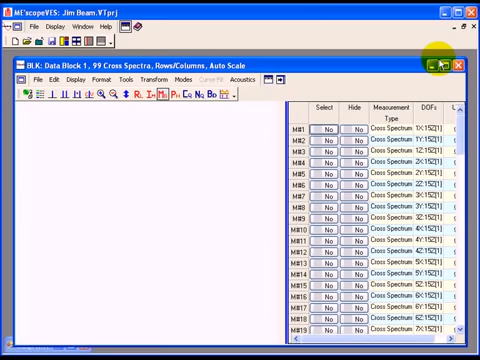 ME'scopeVES: Jim Beam.VTprj
File Display Window Help
BLK: Data Block 1, 99 Cross Spectra, Rows/Columns, Auto Scale
File Edit Display Format Tools Transform Modes Curve Fit Acoustics
Select Hide Measurement Type DOFs
M#1 No No Cross Spectrum 1X:15Z[1]
M#2 No No Cross Spectrum 1Y:15Z[1]
M#3 No No Cross Spectrum 1Z:15Z[1]
M#4 No No Cross Spectrum 2X:15Z[1]
M#5 No No Cross Spectrum 2Y:15Z[1]
M#6 No No Cross Spectrum 2Z:15Z[1]
M#7 No No Cross Spectrum 3X:15Z[1]
M#8 No No Cross Spectrum 3Y:15Z[1]
M#9 No No Cross Spectrum 3Z:15Z[1]
M#10 No No Cross Spectrum 4X:15Z[1]
M#11 No No Cross Spectrum 4Y:15Z[1]
M#12 No No Cross Spectrum 4Z:15Z[1]
M#13 No No Cross Spectrum 5X:15Z[1]
M#14 No No Cross Spectrum 5Y:15Z[1]
M#15 No No Cross Spectrum 5Z:15Z[1]
M#16 No No Cross Spectrum 6X:15Z[1]
M#17 No No Cross Spectrum 6Y:15Z[1]
M#18 No No Cross Spectrum 6Z:15Z[1]
M#19 No No Cross Spectrum 7X:15Z[1]